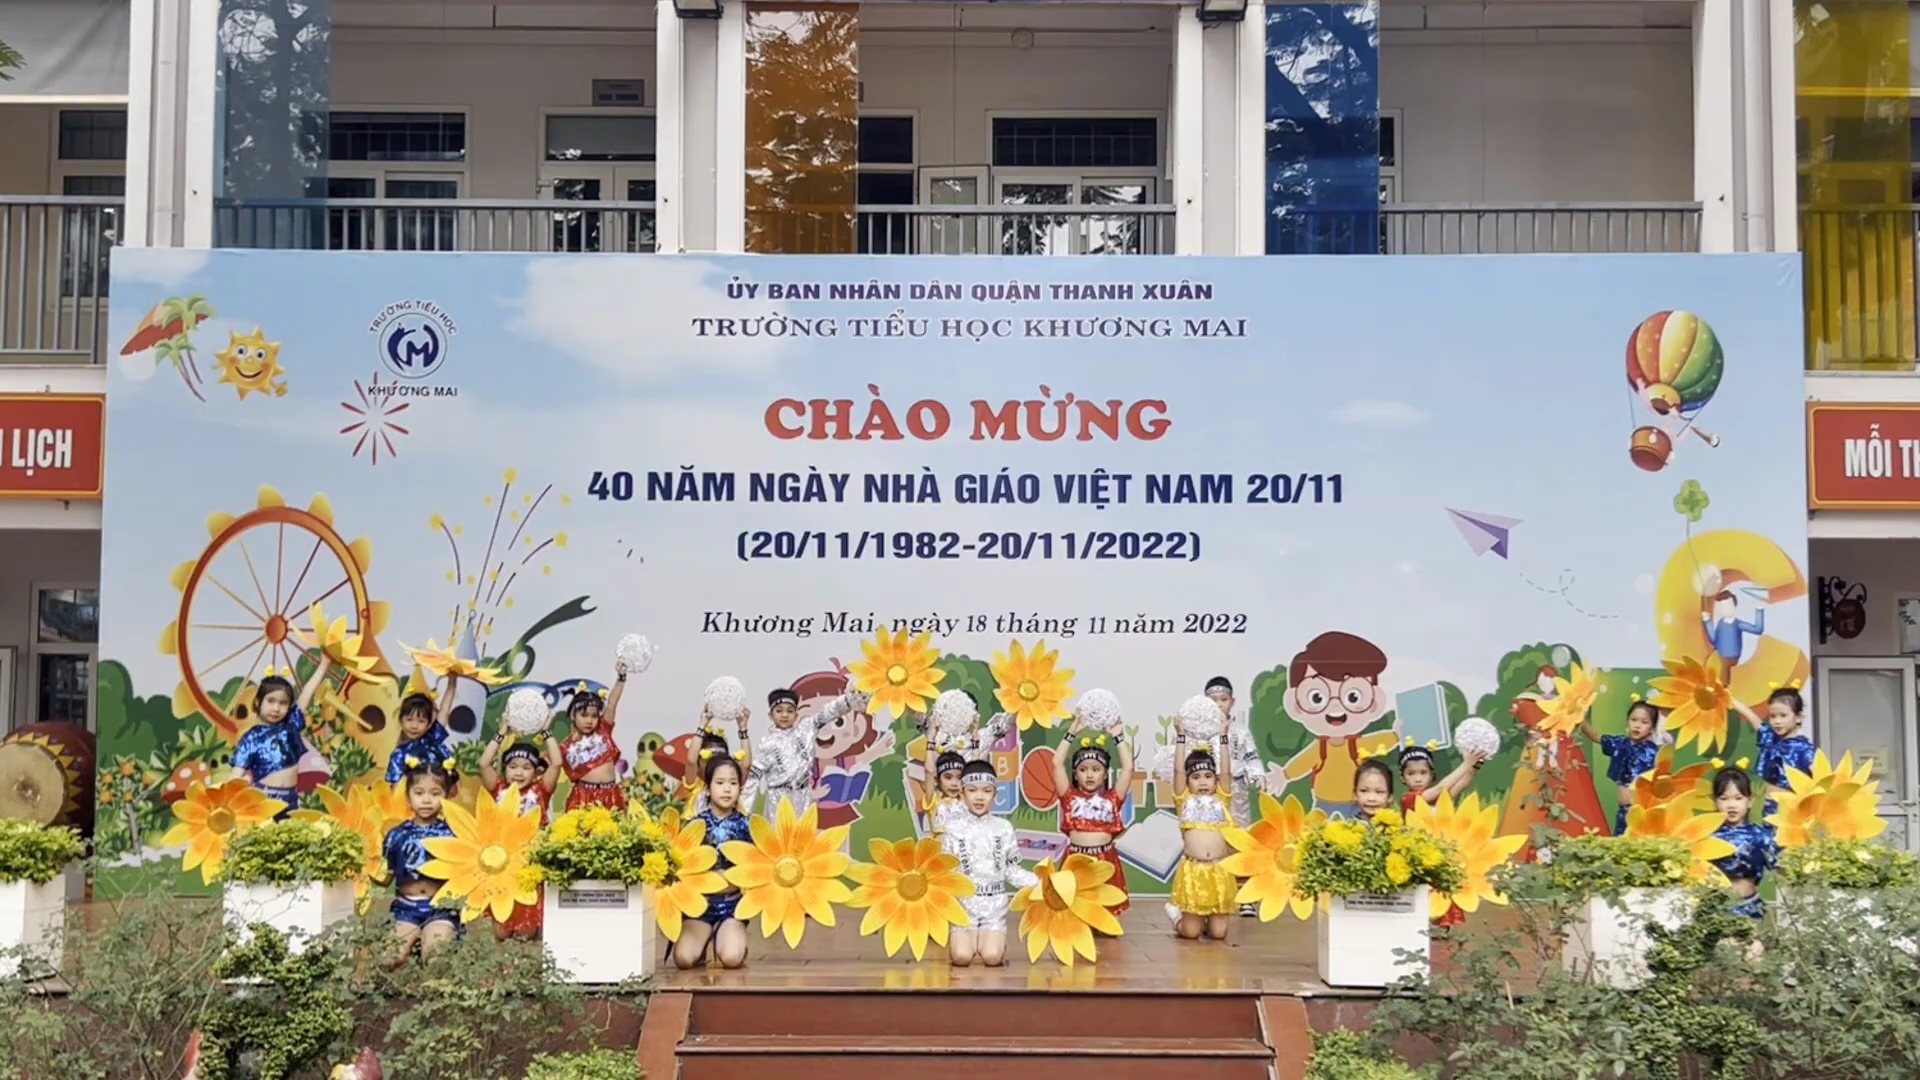 ỦY BAN NHÂN DÂN QUẬN THANH XUÂN
TRƯỜNG TIỂU HỌC KHƯƠNG MAI
TRƯỜNG TIỂU HỌC
CM
KHƯƠNG MAI
CHÀO MỪNG
40 NĂM NGÀY NHÀ GIÁO VIỆT NAM 20/11
(20/11/1982-20/11/2022)
Khương Mai, ngày 18 tháng 11 năm 2022
LỊCH
MỖI TH